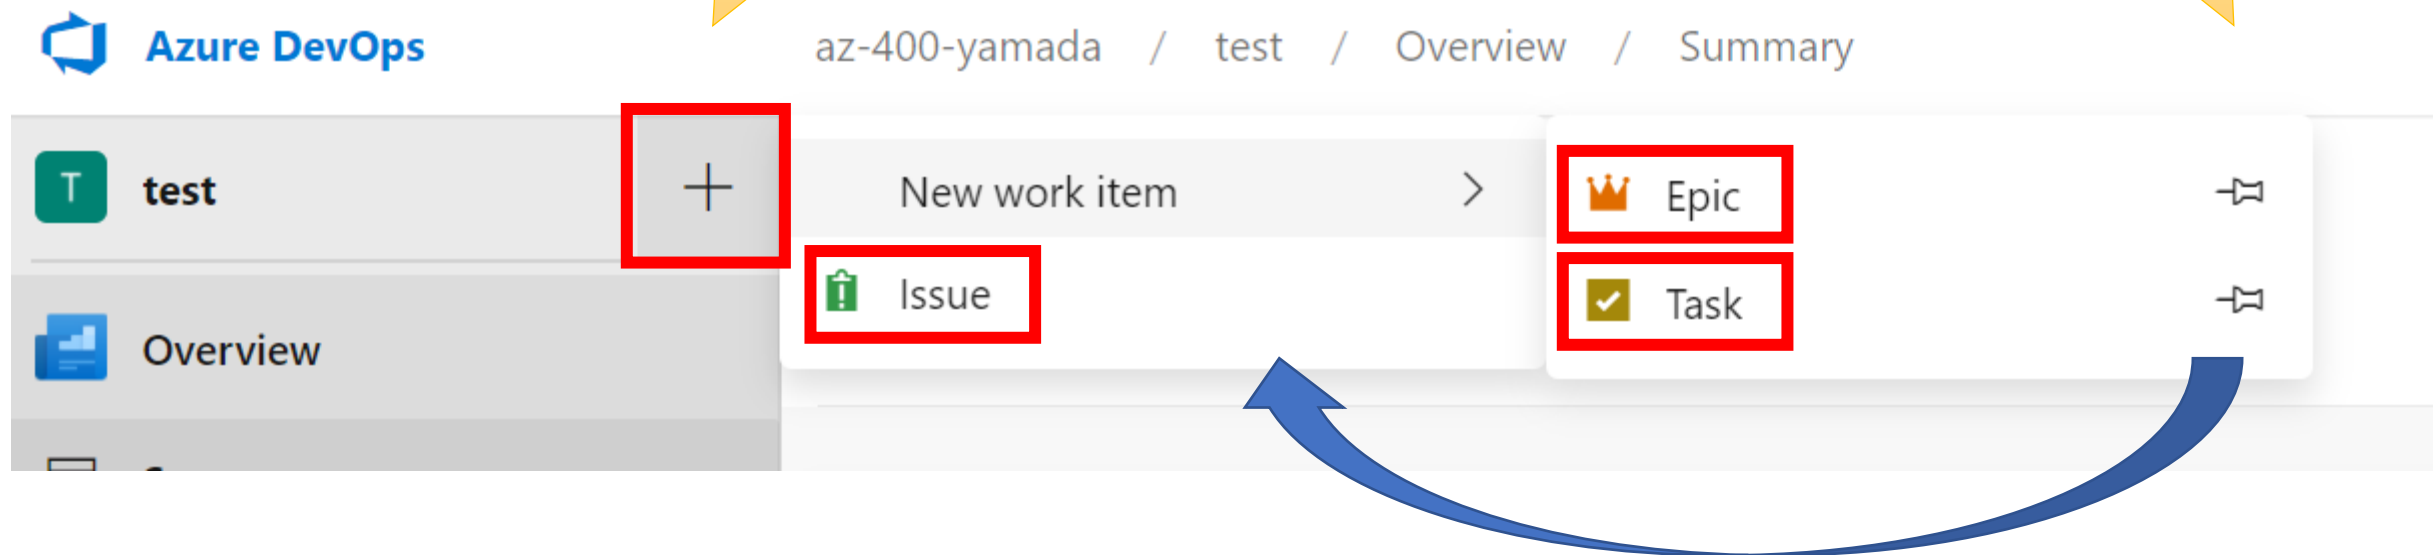 Azure DevOps
az-400-yamada / test / Overview / Summary
T test
New work item
Epic
Issue
Task
Overview